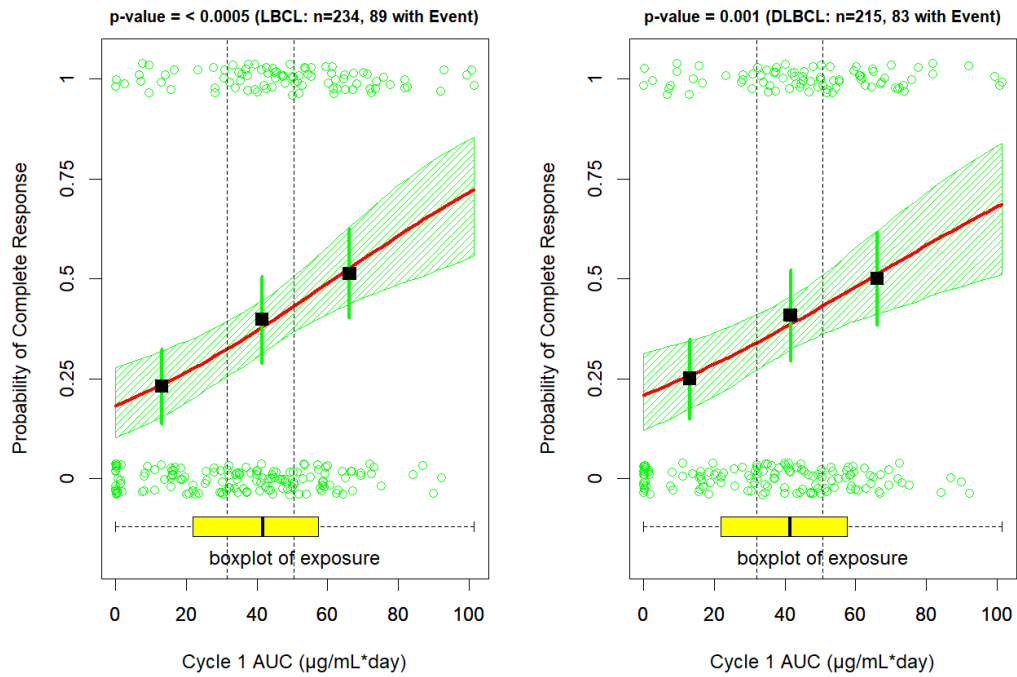 p-value = < 0.0005 (LBCL: n=234, 89 with Event)
1
0.75
0.5
0.25
0
Probability of Complete Response
boxplot of exposure
0 20 40 60 80 100
Cycle 1 AUC (µg/mL*day)
p-value = 0.001 (DLBCL: n=215, 83 with Event)
1
0.75
0.5
0.25
0
Probability of Complete Response
boxplot of exposure
0 20 40 60 80 100
Cycle 1 AUC (µg/mL*day)